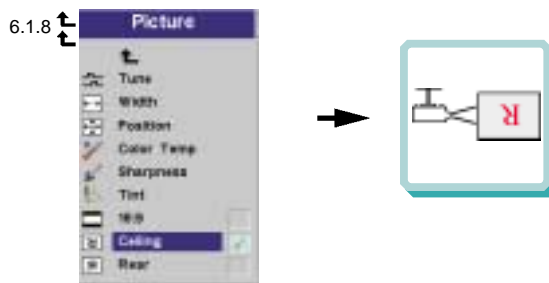 6.1.8
Picture
Tune
Width
Position
Color Temp
Sharpness
Tint
16:9
Ceiling
Rear
R